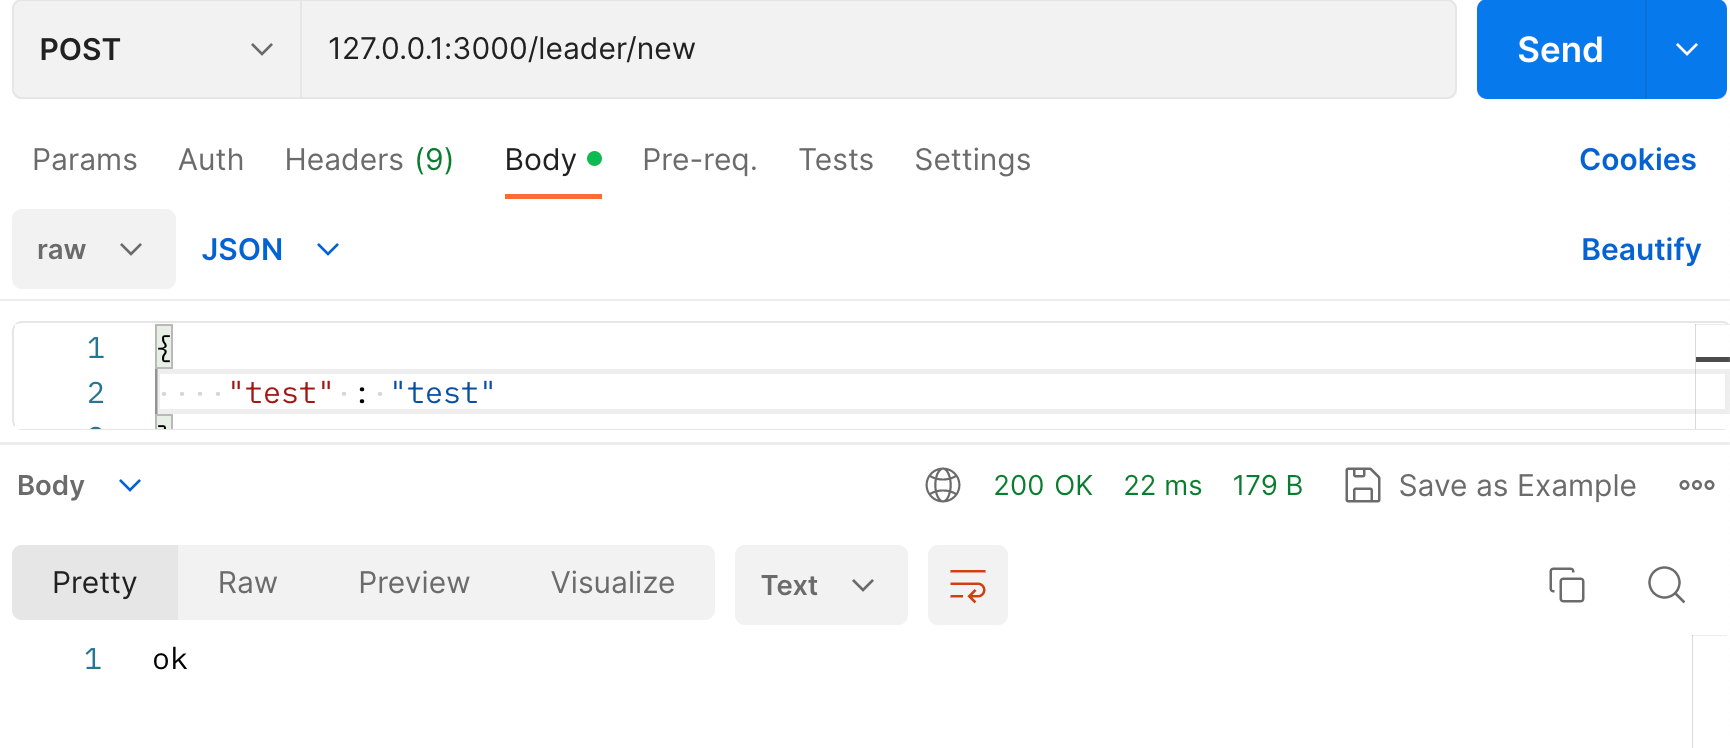 POST 127.0.0.1:3000/leader/new Send
Params Auth Headers (9) Body Pre-req. Tests Settings Cookies
raw JSON Beautify
1 {
2 "test" : "test"
Body 200 OK 22 ms 179 B Save as Example
Pretty Raw Preview Visualize Text
1 ok